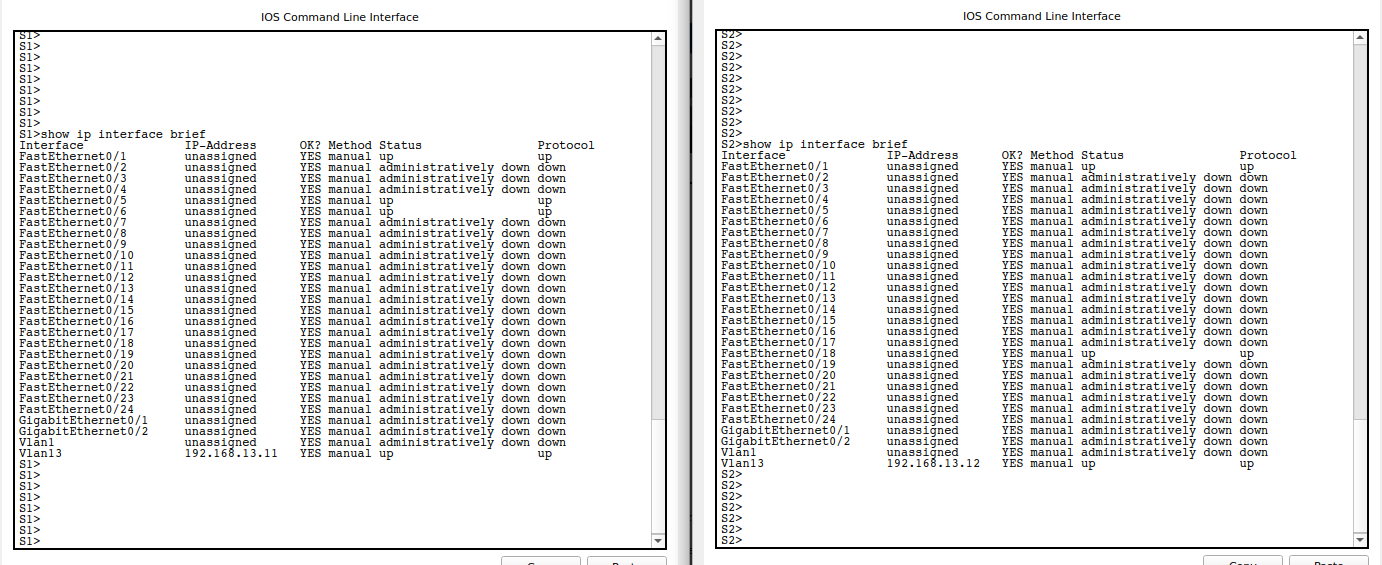 IOS Command Line Interface
S1>
S1>
S1>
S1>
S1>
S1>
S1>
S1>
S1>
S1>show ip interface brief
Interface IP-Address OK? Method Status Protocol
FastEthernet0/1 unassigned YES manual up up
FastEthernet0/2 unassigned YES manual administratively down down
FastEthernet0/3 unassigned YES manual administratively down down
FastEthernet0/4 unassigned YES manual administratively down down
FastEthernet0/5 unassigned YES manual up up
FastEthernet0/6 unassigned YES manual up up
FastEthernet0/7 unassigned YES manual administratively down down
FastEthernet0/8 unassigned YES manual administratively down down
FastEthernet0/9 unassigned YES manual administratively down down
FastEthernet0/10 unassigned YES manual administratively down down
FastEthernet0/11 unassigned YES manual administratively down down
FastEthernet0/12 unassigned YES manual administratively down down
FastEthernet0/13 unassigned YES manual administratively down down
FastEthernet0/14 unassigned YES manual administratively down down
FastEthernet0/15 unassigned YES manual administratively down down
FastEthernet0/16 unassigned YES manual administratively down down
FastEthernet0/17 unassigned YES manual administratively down down
FastEthernet0/18 unassigned YES manual administratively down down
FastEthernet0/19 unassigned YES manual administratively down down
FastEthernet0/20 unassigned YES manual administratively down down
FastEthernet0/21 unassigned YES manual administratively down down
FastEthernet0/22 unassigned YES manual administratively down down
FastEthernet0/23 unassigned YES manual administratively down down
FastEthernet0/24 unassigned YES manual administratively down down
GigabitEthernet0/1 unassigned YES manual administratively down down
GigabitEthernet0/2 unassigned YES manual administratively down down
Vlan1 unassigned YES manual administratively down down
Vlan13 192.168.13.11 YES manual up up
S1>
S1>
S1>
S1>
S1>
S1>
S1>
S1>
IOS Command Line Interface
S2>
S2>
S2>
S2>
S2>
S2>
S2>
S2>
S2>
S2>
S2>show ip interface brief
Interface IP-Address OK? Method Status Protocol
FastEthernet0/1 unassigned YES manual up up
FastEthernet0/2 unassigned YES manual administratively down down
FastEthernet0/3 unassigned YES manual administratively down down
FastEthernet0/4 unassigned YES manual administratively down down
FastEthernet0/5 unassigned YES manual administratively down down
FastEthernet0/6 unassigned YES manual administratively down down
FastEthernet0/7 unassigned YES manual administratively down down
FastEthernet0/8 unassigned YES manual administratively down down
FastEthernet0/9 unassigned YES manual administratively down down
FastEthernet0/10 unassigned YES manual administratively down down
FastEthernet0/11 unassigned YES manual administratively down down
FastEthernet0/12 unassigned YES manual administratively down down
FastEthernet0/13 unassigned YES manual administratively down down
FastEthernet0/14 unassigned YES manual administratively down down
FastEthernet0/15 unassigned YES manual administratively down down
FastEthernet0/16 unassigned YES manual administratively down down
FastEthernet0/17 unassigned YES manual administratively down down
FastEthernet0/18 unassigned YES manual up up
FastEthernet0/19 unassigned YES manual administratively down down
FastEthernet0/20 unassigned YES manual administratively down down
FastEthernet0/21 unassigned YES manual administratively down down
FastEthernet0/22 unassigned YES manual administratively down down
FastEthernet0/23 unassigned YES manual administratively down down
FastEthernet0/24 unassigned YES manual administratively down down
GigabitEthernet0/1 unassigned YES manual administratively down down
GigabitEthernet0/2 unassigned YES manual administratively down down
Vlan1 unassigned YES manual administratively down down
Vlan13 192.168.13.12 YES manual up up
S2>
S2>
S2>
S2>
S2>
S2>
S2>